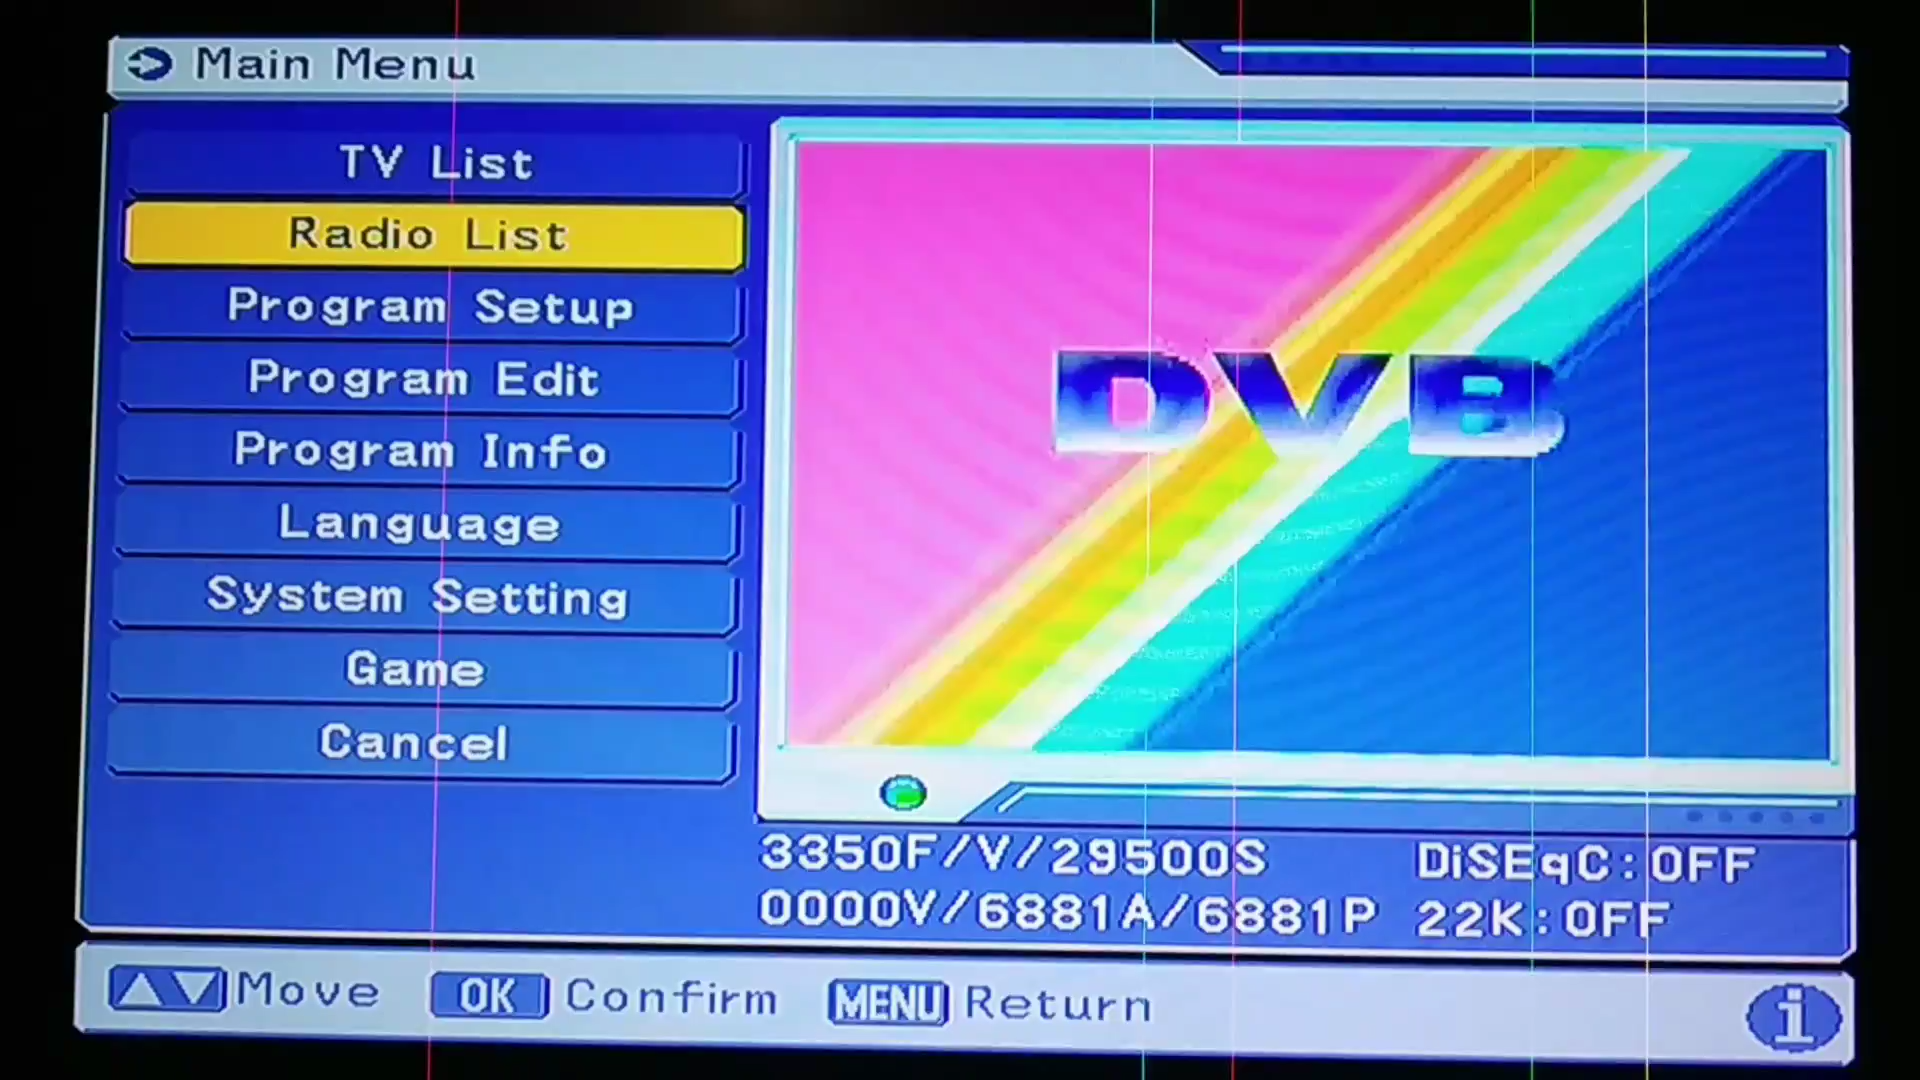 Main Menu
TV List
Radio List
Program Setup
Program Edit
Program Info
Language
System Setting
Game
Cancel
DVB
3350F/V/29500S DiSEqC:OFF
0000V/6881A/6881P 22K:OFF
Move OK Confirm MENU Return i